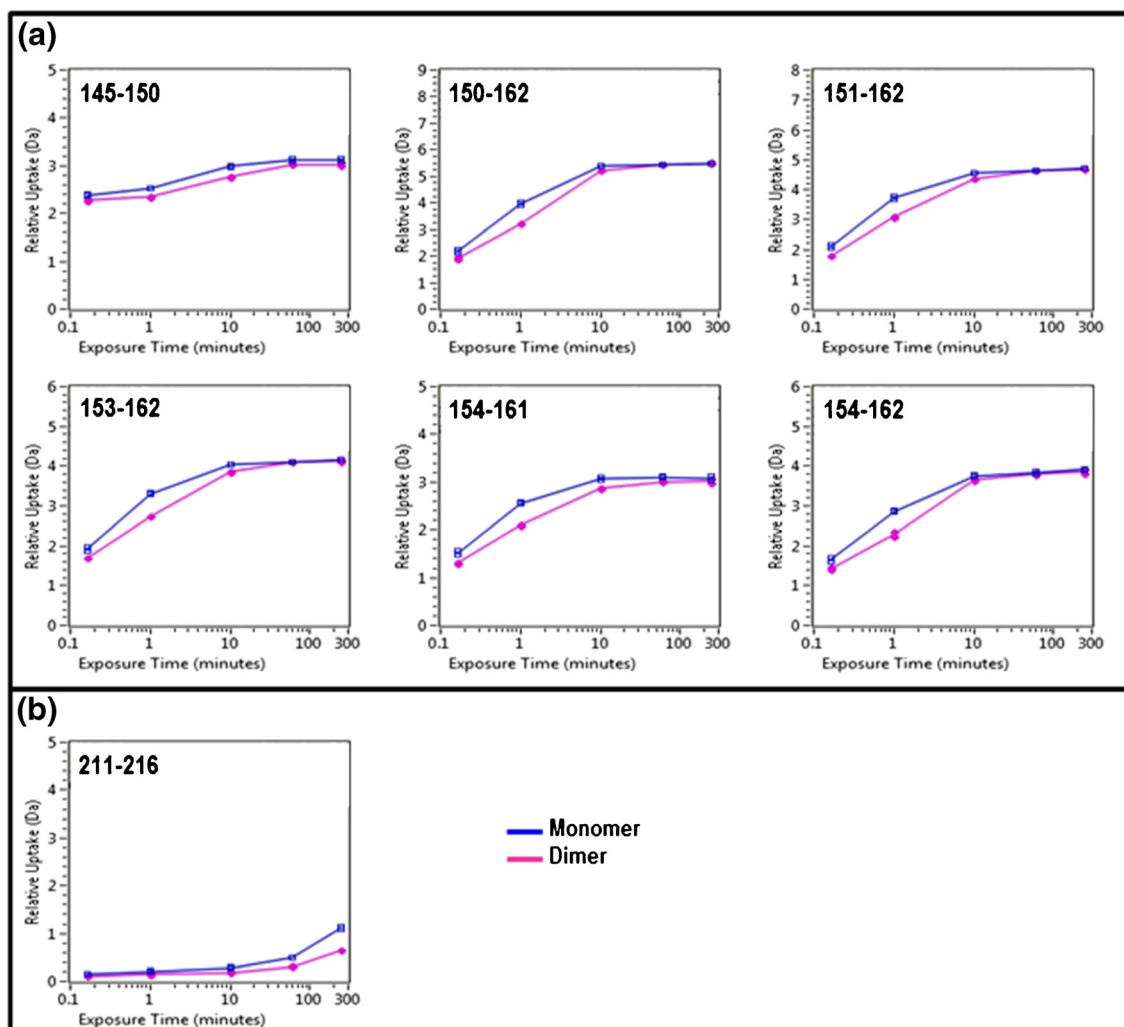 (a)
145-150
Relative Uptake (Da)
5
4
3
2
1
0
0.1 1 10 100 300
Exposure Time (minutes)
150-162
Relative Uptake (Da)
9
8
7
6
5
4
3
2
1
0
0.1 1 10 100 300
Exposure Time (minutes)
151-162
Relative Uptake (Da)
8
7
6
5
4
3
2
1
0
0.1 1 10 100 300
Exposure Time (minutes)
153-162
Relative Uptake (Da)
6
5
4
3
2
1
0
0.1 1 10 100 300
Exposure Time (minutes)
154-161
Relative Uptake (Da)
5
4
3
2
1
0
0.1 1 10 100 300
Exposure Time (minutes)
154-162
Relative Uptake (Da)
6
5
4
3
2
1
0
0.1 1 10 100 300
Exposure Time (minutes)
(b)
211-216
Relative Uptake (Da)
5
4
3
2
1
0
0.1 1 10 100 300
Exposure Time (minutes)
Monomer
Dimer